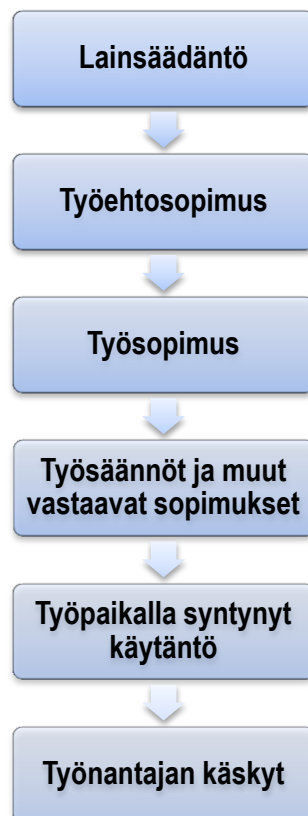 Lainsäädäntö
Työehtosopimus
Työsopimus
Työsäännöt ja muut
vastaavat sopimukset
Työpaikalla syntynyt
käytäntö
Työnantajan käskyt